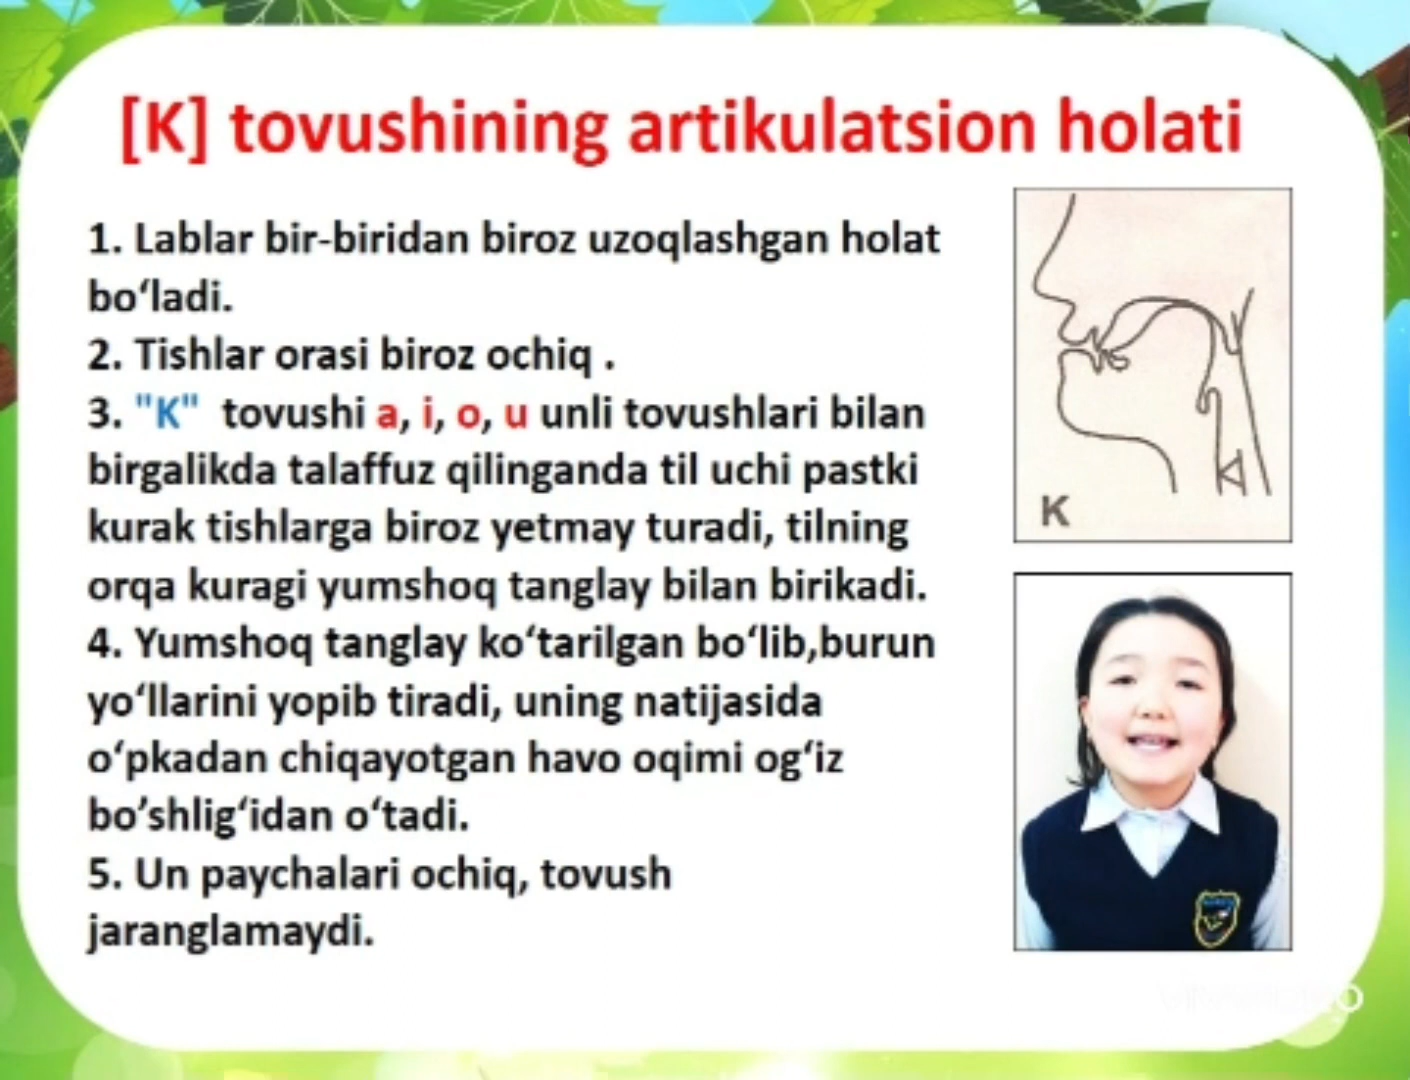 [K] tovushining artikulatsion holati
1. Lablar bir-biridan biroz uzoqlashgan holat
bo‘ladi.
2. Tishlar orasi biroz ochiq .
3. "K" tovushi a, i, o, u unli tovushlari bilan
birgalikda talaffuz qilinganda til uchi pastki
kurak tishlarga biroz yetmay turadi, tilning
orqa kuragi yumshoq tanglay bilan birikadi.
4. Yumshoq tanglay ko‘tarilgan bo‘lib,burun
yo‘llarini yopib tiradi, uning natijasida
o‘pkadan chiqayotgan havo oqimi og‘iz
bo’shlig‘idan o‘tadi.
5. Un paychalari ochiq, tovush
jaranglamaydi.
K